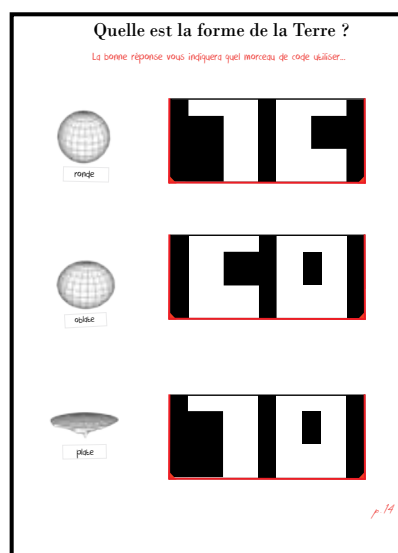 Quelle est la forme de la Terre ?
La bonne réponse vous indiquera quel morceau de code utiliser...
ronde
oblate
plate
p.14